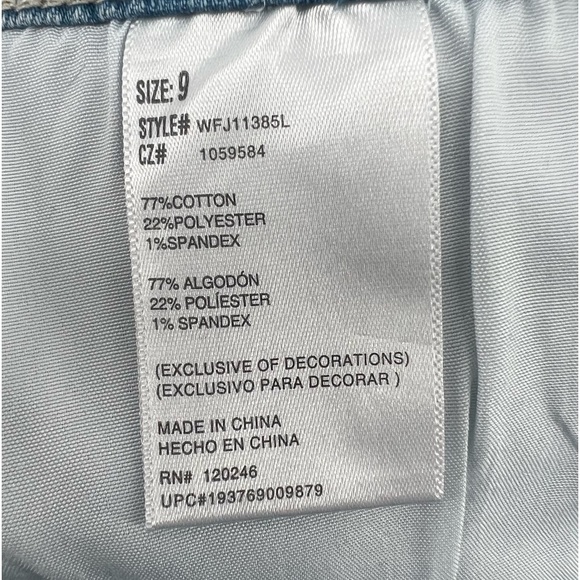 SIZE: 9
STYLE# WFJ11385L
CZ# 1059584
77%COTTON
22%POLYESTER
1%SPANDEX
77% ALGODÓN
22% POLÍESTER
1% SPANDEX
(EXCLUSIVE OF DECORATIONS)
(EXCLUSIVO PARA DECORAR )
MADE IN CHINA
HECHO EN CHINA
RN# 120246
UPC#193769009879